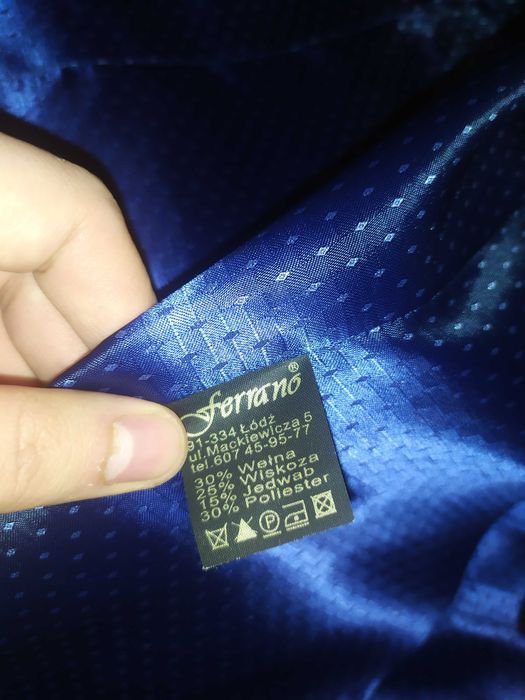 Ferrano®
91-334 Łódź
ul.Mackiewicza 5
tel.607 45-95-77
30% Wełna
25% Wiskoza
15% Jedwab
30% Poliester
P